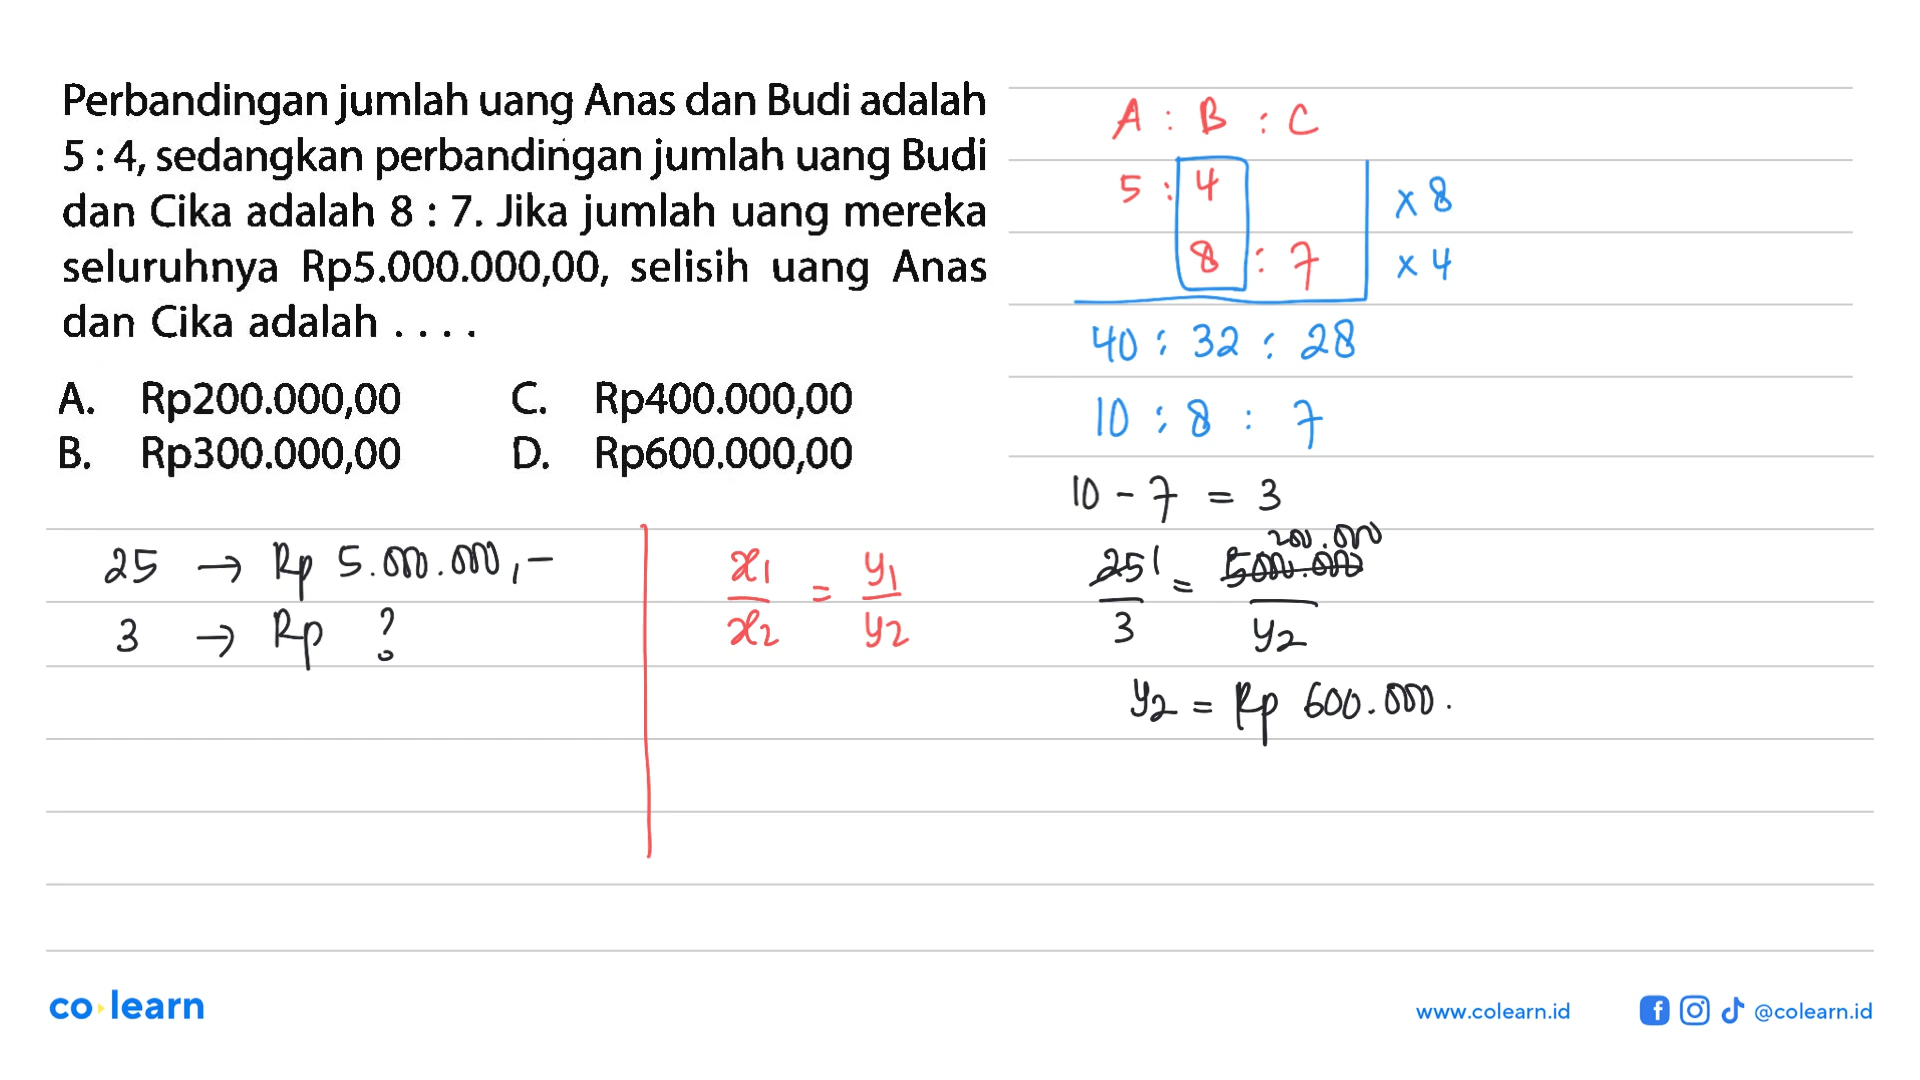 Perbandingan jumlah uang Anas dan Budi adalah
5 : 4, sedangkan perbandingan jumlah uang Budi
dan Cika adalah 8 : 7. Jika jumlah uang mereka
seluruhnya Rp5.000.000,00, selisih uang Anas
dan Cika adalah . . . .
A. Rp200.000,00 C. Rp400.000,00
B. Rp300.000,00 D. Rp600.000,00
A : B : C
5 : 4 x 8
8 : 7 x 4
40 : 32 : 28
10 : 8 : 7
10 - 7 = 3
25 → Rp 5.000.000,-
3 → Rp ?
x1/x2 = y1/y2
200.000
25 1/3 = 5000.000/y2
y2 = Rp 600.000.
co learn
www.colearn.id
@colearn.id